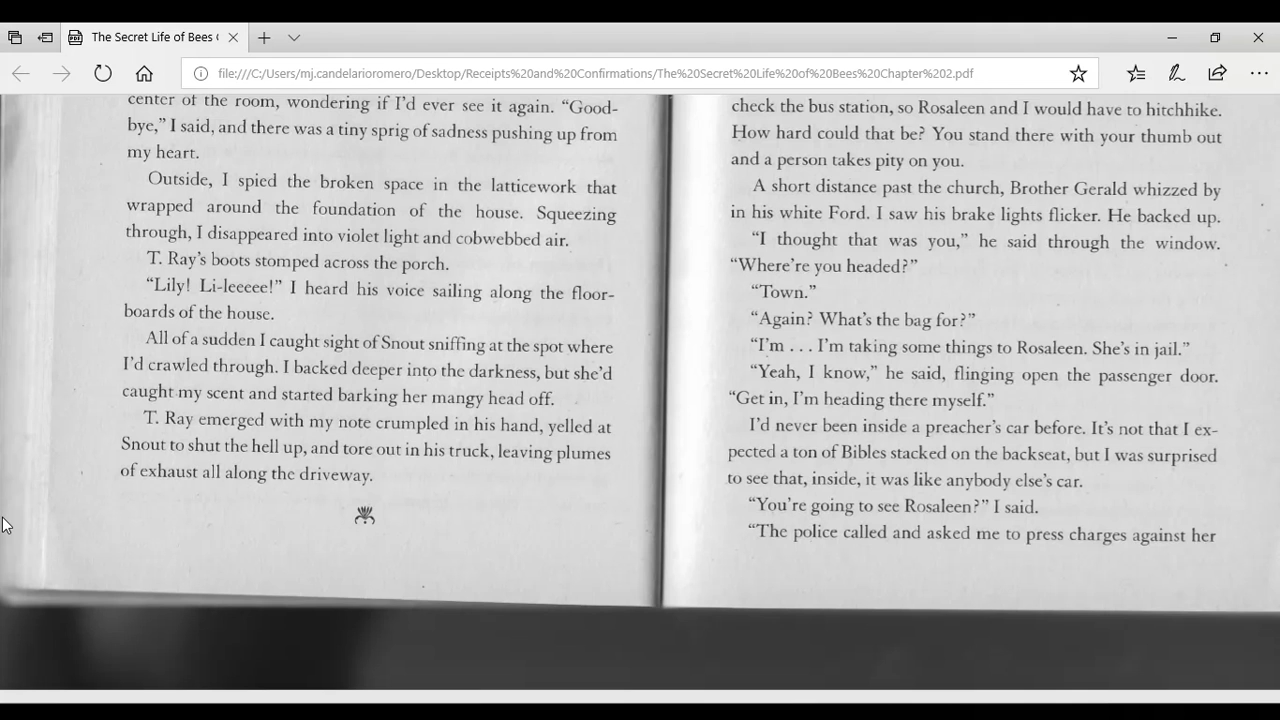 The Secret Life of Bees (
file:///C:/Users/mj.candelarioromero/Desktop/Receipts%20and%20Confirmations/The%20Secret%20Life%20of%20Bees%20Chapter%202.pdf
center of the room, wondering if I'd ever see it again. “Good-
bye,” I said, and there was a tiny sprig of sadness pushing up from
my heart.
Outside, I spied the broken space in the latticework that
wrapped around the foundation of the house. Squeezing
through, I disappeared into violet light and cobwebbed air.
T. Ray's boots stomped across the porch.
“Lily! Li-leeeee!” I heard his voice sailing along the floor-
boards of the house.
All of a sudden I caught sight of Snout sniffing at the spot where
I'd crawled through. I backed deeper into the darkness, but she'd
caught my scent and started barking her mangy head off.
T. Ray emerged with my note crumpled in his hand, yelled at
Snout to shut the hell up, and tore out in his truck, leaving plumes
of exhaust all along the driveway.
check the bus station, so Rosaleen and I would have to hitchhike.
How hard could that be? You stand there with your thumb out
and a person takes pity on you.
A short distance past the church, Brother Gerald whizzed by
in his white Ford. I saw his brake lights flicker. He backed up.
“I thought that was you,” he said through the window.
“Where're you headed?”
“Town.”
“Again? What's the bag for?”
“I'm . . . I'm taking some things to Rosaleen. She's in jail.”
“Yeah, I know,” he said, flinging open the passenger door.
“Get in, I'm heading there myself.”
I'd never been inside a preacher's car before. It's not that I ex-
pected a ton of Bibles stacked on the backseat, but I was surprised
to see that, inside, it was like anybody else's car.
“You're going to see Rosaleen?” I said.
“The police called and asked me to press charges against her